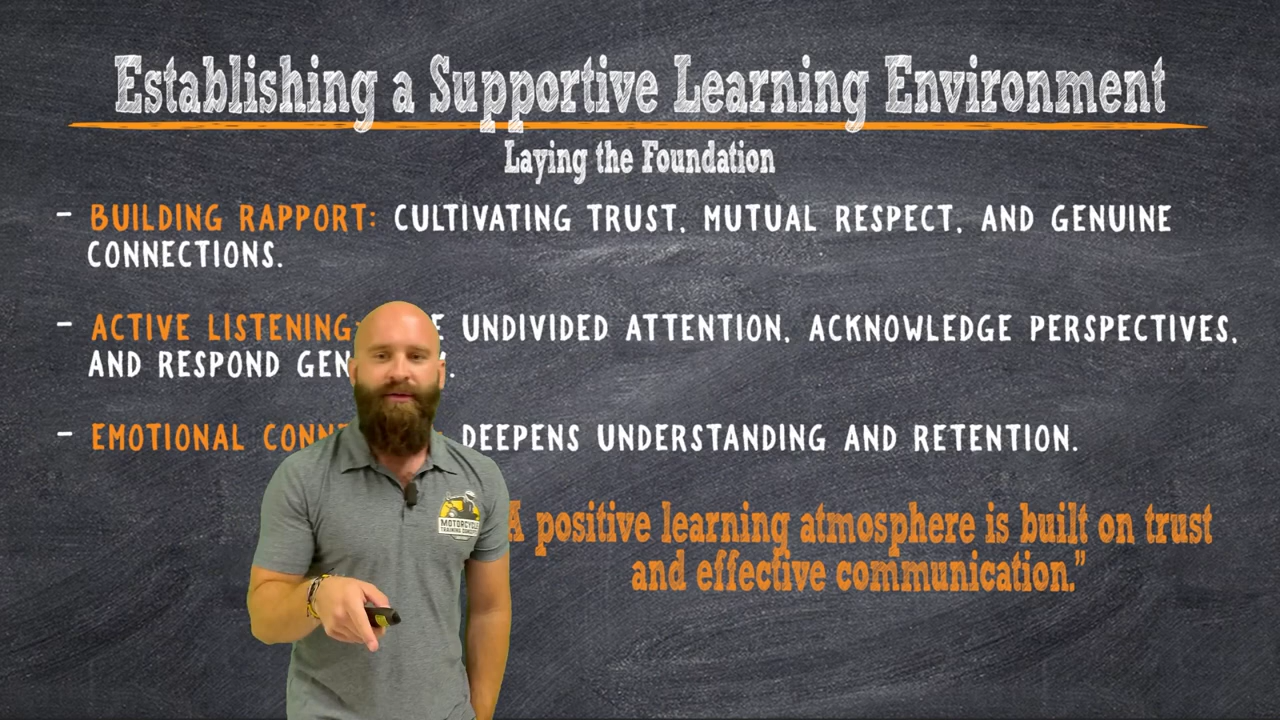 Establishing a Supportive Learning Environment
Laying the Foundation
- BUILDING RAPPORT: CULTIVATING TRUST, MUTUAL RESPECT, AND GENUINE
CONNECTIONS.
- ACTIVE LISTENING: UNDIVIDED ATTENTION, ACKNOWLEDGE PERSPECTIVES,
AND RESPOND
- EMOTIONAL DEEPENS UNDERSTANDING AND RETENTION.
A positive learning atmosphere is built on trust
and effective communication."
MOTORCYCLE
TRAINING